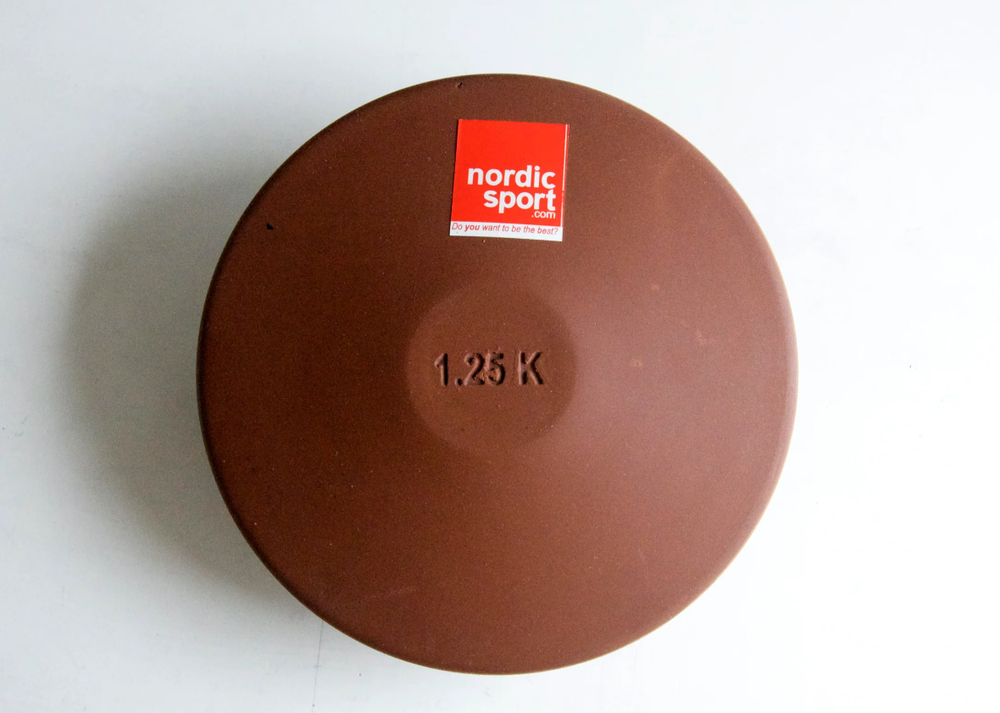 nordic
sport
.com
Do you want to be the best?
1.25 K